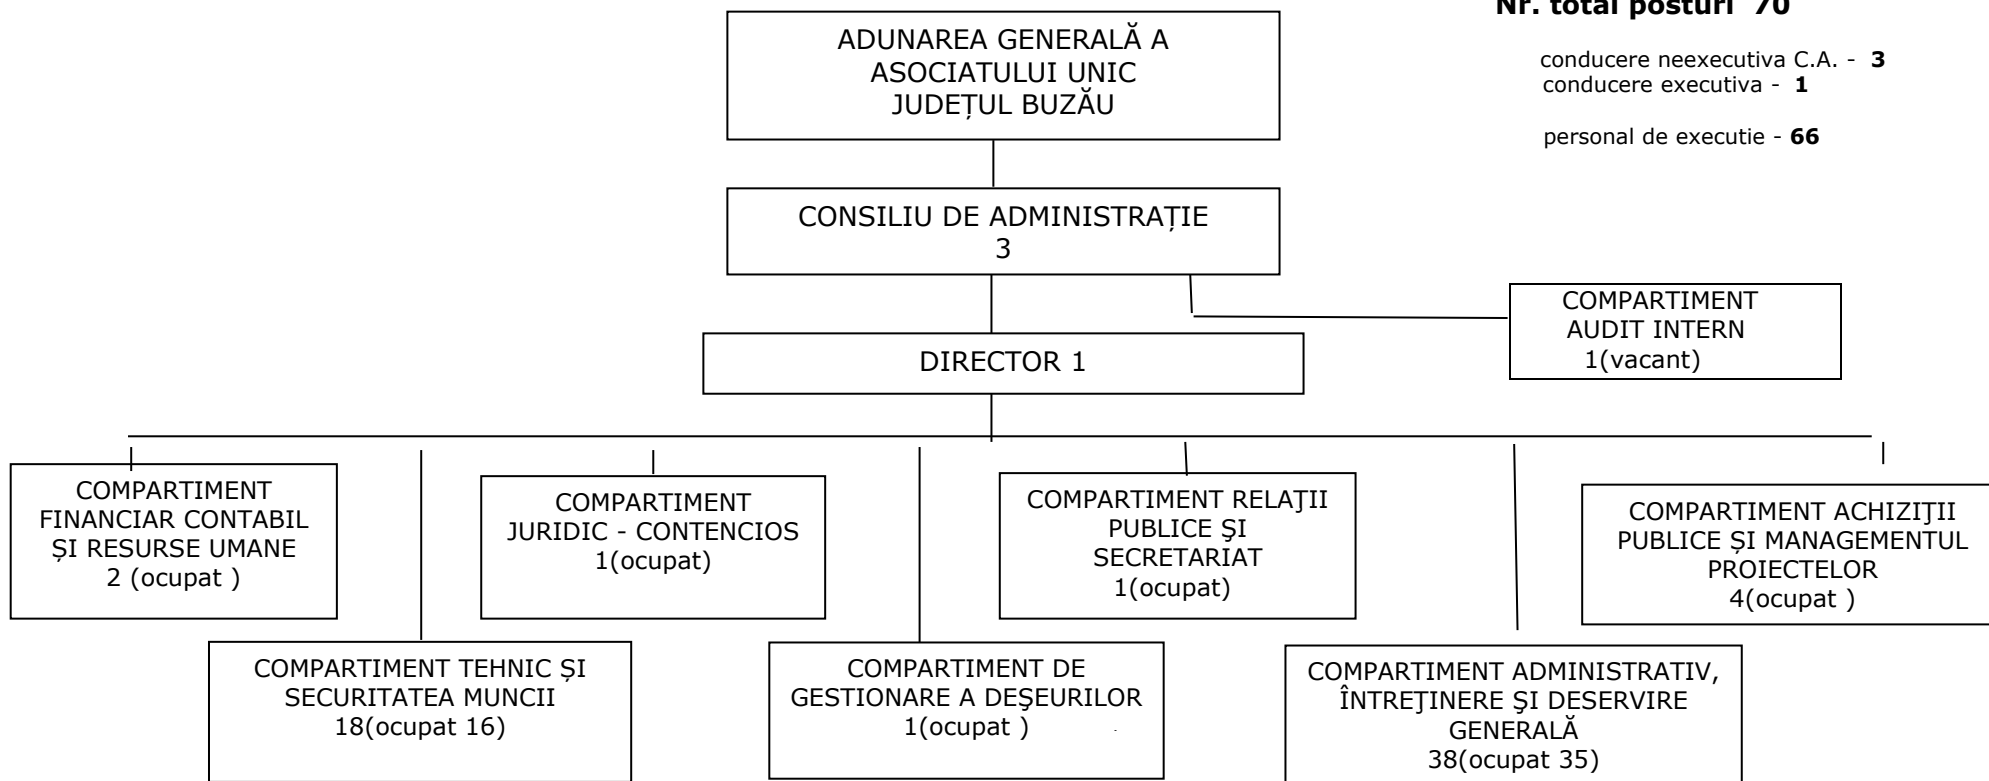 Nr. total posturi 70
conducere neexecutiva C.A. - 3
conducere executiva - 1
personal de executie - 66
ADUNAREA GENERALĂ A
ASOCIATULUI UNIC
JUDEȚUL BUZĂU
CONSILIU DE ADMINISTRAȚIE
3
COMPARTIMENT
AUDIT INTERN
1(vacant)
DIRECTOR 1
COMPARTIMENT
FINANCIAR CONTABIL
ȘI RESURSE UMANE
2 (ocupat )
COMPARTIMENT
JURIDIC - CONTENCIOS
1(ocupat)
COMPARTIMENT RELAŢII
PUBLICE ŞI
SECRETARIAT
1(ocupat)
COMPARTIMENT ACHIZIŢII
PUBLICE ȘI MANAGEMENTUL
PROIECTELOR
4(ocupat )
COMPARTIMENT TEHNIC ȘI
SECURITATEA MUNCII
18(ocupat 16)
COMPARTIMENT DE
GESTIONARE A DEŞEURILOR
1(ocupat )
COMPARTIMENT ADMINISTRATIV,
ÎNTREŢINERE ŞI DESERVIRE
GENERALĂ
38(ocupat 35)